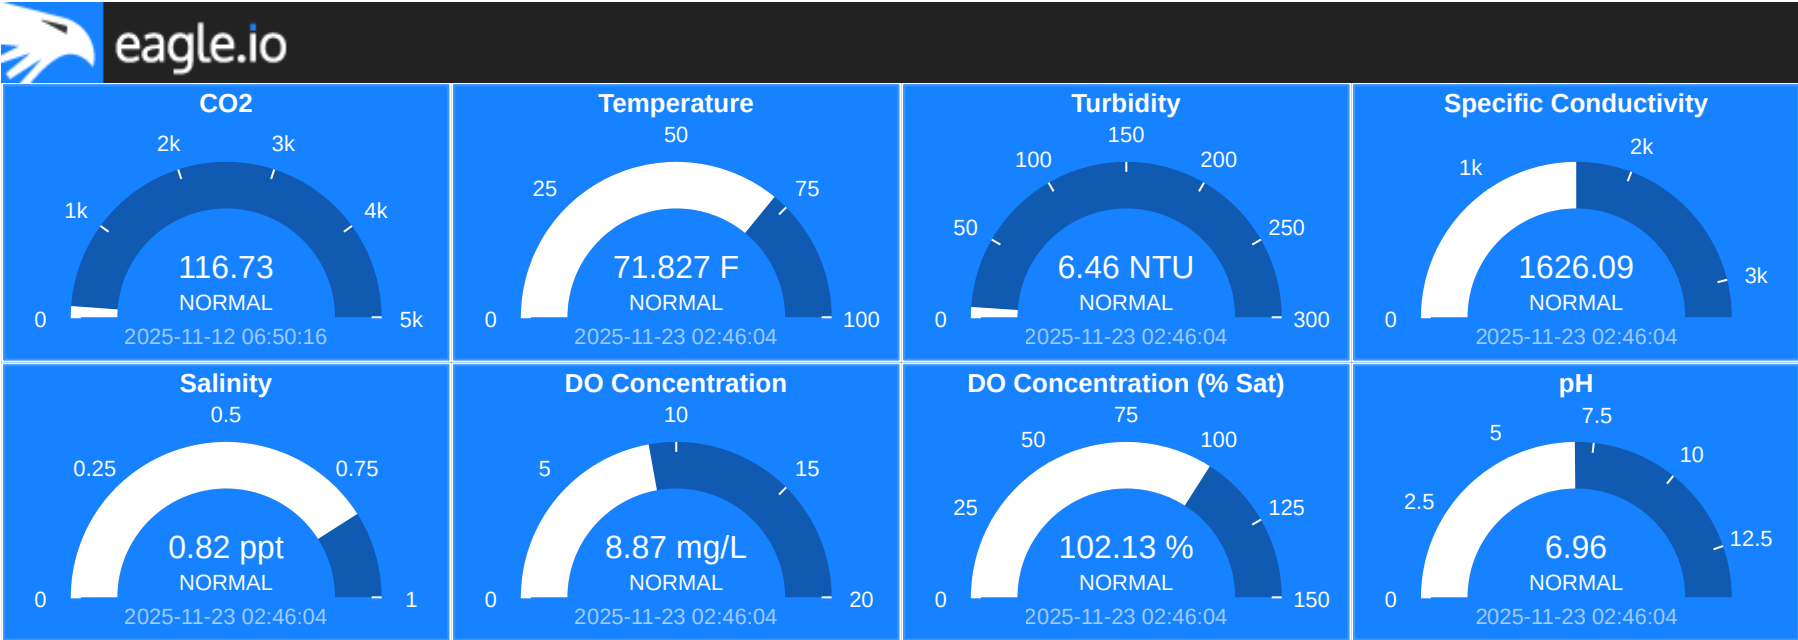 eagle.io
CO2
2k
3k
1k
4k
116.73
NORMAL
0
5k
2025-11-12 06:50:16
Temperature
50
25
75
71.827 F
NORMAL
0
100
2025-11-23 02:46:04
Turbidity
150
100
200
50
250
6.46 NTU
NORMAL
0
300
2025-11-23 02:46:04
Specific Conductivity
2k
1k
1626.09
3k
NORMAL
0
2025-11-23 02:46:04
Salinity
0.5
0.25
0.75
0.82 ppt
NORMAL
0
1
2025-11-23 02:46:04
DO Concentration
10
5
15
8.87 mg/L
NORMAL
0
20
2025-11-23 02:46:04
DO Concentration (% Sat)
75
50
100
25
125
102.13 %
NORMAL
0
150
2025-11-23 02:46:04
pH
7.5
5
10
2.5
12.5
6.96
NORMAL
0
2025-11-23 02:46:04